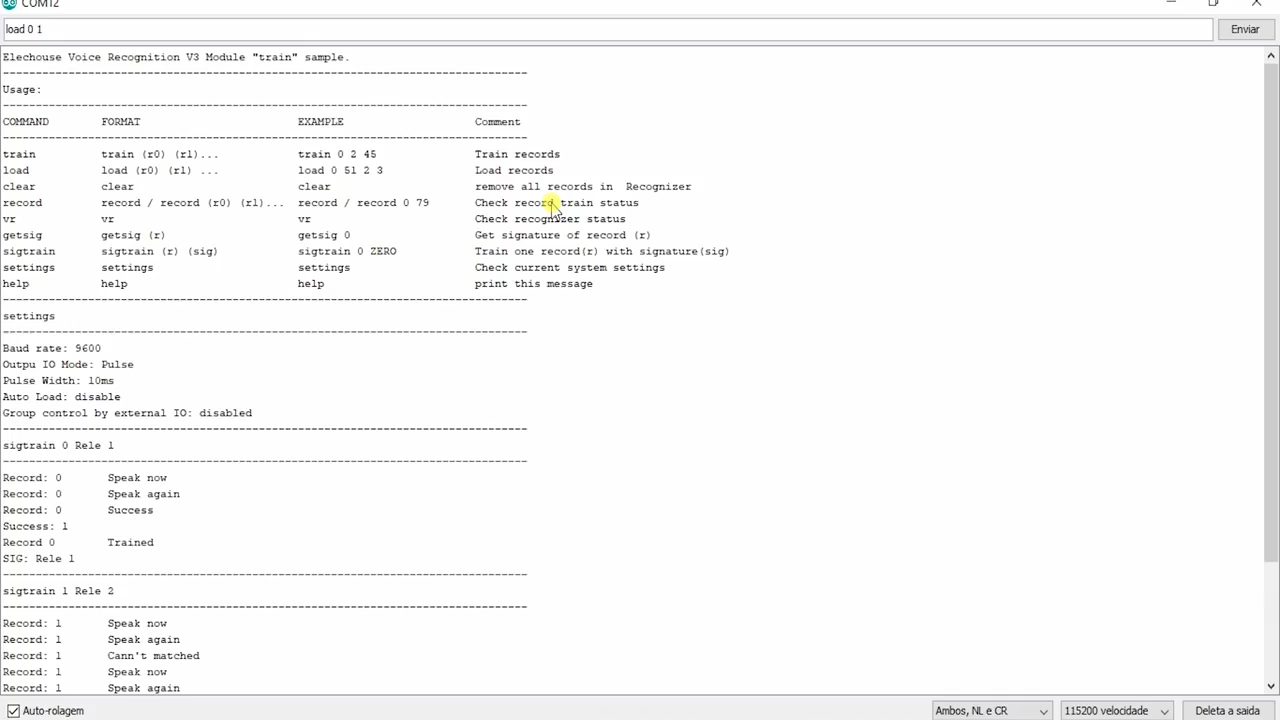 COM12
load 0 1
Enviar
Elechouse Voice Recognition V3 Module "train" sample.
--------------------------------------------------------------------------------
Usage:
--------------------------------------------------------------------------------
COMMAND FORMAT EXAMPLE Comment
--------------------------------------------------------------------------------
train train (r0) (r1)... train 0 2 45 Train records
load load (r0) (r1) ... load 0 51 2 3 Load records
clear clear clear remove all records in Recognizer
record record / record (r0) (r1)... record / record 0 79 Check record train status
vr vr vr Check recognizer status
getsig getsig (r) getsig 0 Get signature of record (r)
sigtrain sigtrain (r) (sig) sigtrain 0 ZERO Train one record(r) with signature(sig)
settings settings settings Check current system settings
help help help print this message
--------------------------------------------------------------------------------
settings
--------------------------------------------------------------------------------
Baud rate: 9600
Outpu IO Mode: Pulse
Pulse Width: 10ms
Auto Load: disable
Group control by external IO: disabled
--------------------------------------------------------------------------------
sigtrain 0 Rele 1
--------------------------------------------------------------------------------
Record: 0 Speak now
Record: 0 Speak again
Record: 0 Success
Success: 1
Record 0 Trained
SIG: Rele 1
--------------------------------------------------------------------------------
sigtrain 1 Rele 2
--------------------------------------------------------------------------------
Record: 1 Speak now
Record: 1 Speak again
Record: 1 Cann't matched
Record: 1 Speak now
Record: 1 Speak again
Auto-rolagem
Ambos, NL e CR
115200 velocidade
Deleta a saida